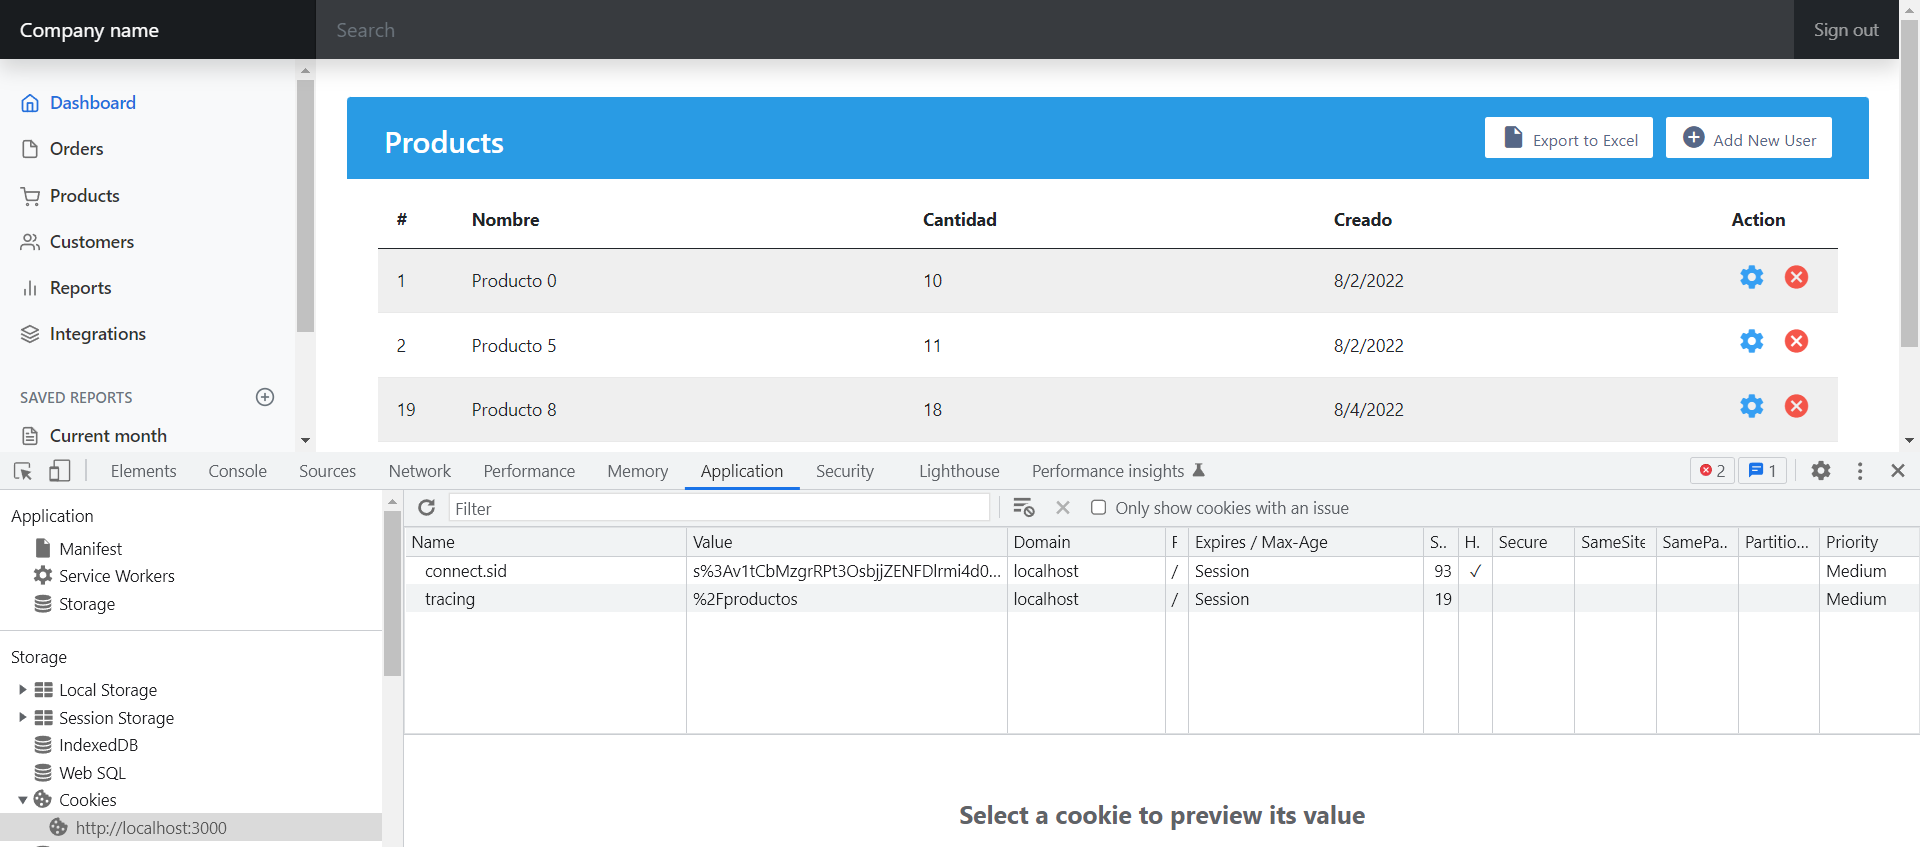 Company name
Search
Sign out
Dashboard
Orders
Products
Customers
Reports
Integrations
SAVED REPORTS
Current month
Products
Export to Excel
Add New User
# Nombre Cantidad Creado Action
1 Producto 0 10 8/2/2022
2 Producto 5 11 8/2/2022
19 Producto 8 18 8/4/2022
Elements Console Sources Network Performance Memory Application Security Lighthouse Performance insights 2 1
Application
Manifest
Service Workers
Storage
Storage
Local Storage
Session Storage
IndexedDB
Web SQL
Cookies
http://localhost:3000
Filter
Only show cookies with an issue
Name Value Domain Expires / Max-Age S.. H. Secure SameSite SamePa... Partitio... Priority
connect.sid localhost / Session 93 ✓ Medium
tracing %2Fproductos localhost / Session 19 Medium
Select a cookie to preview its value